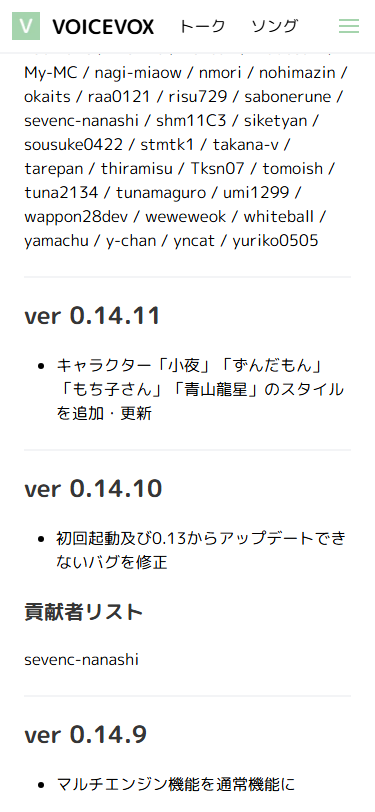 V VOICEVOX トーク ソング
My-MC / nagi-miaow / nmori / nohimazin /
okaits / raa0121 / risu729 / sabonerune /
sevenc-nanashi / shm11C3 / siketyan /
sousuke0422 / stmtk1 / takana-v /
tarepan / thiramisu / Tksn07 / tomoish /
tuna2134 / tunamaguro / umi1299 /
wappon28dev / weweweok / whiteball /
yamachu / y-chan / yncat / yuriko0505
ver 0.14.11
• キャラクター「小夜」「ずんだもん」
「もち子さん」「青山龍星」のスタイル
を追加・更新
ver 0.14.10
• 初回起動及び0.13からアップデートでき
ないバグを修正
貢献者リスト
sevenc-nanashi
ver 0.14.9
• マルチエンジン機能を通常機能に